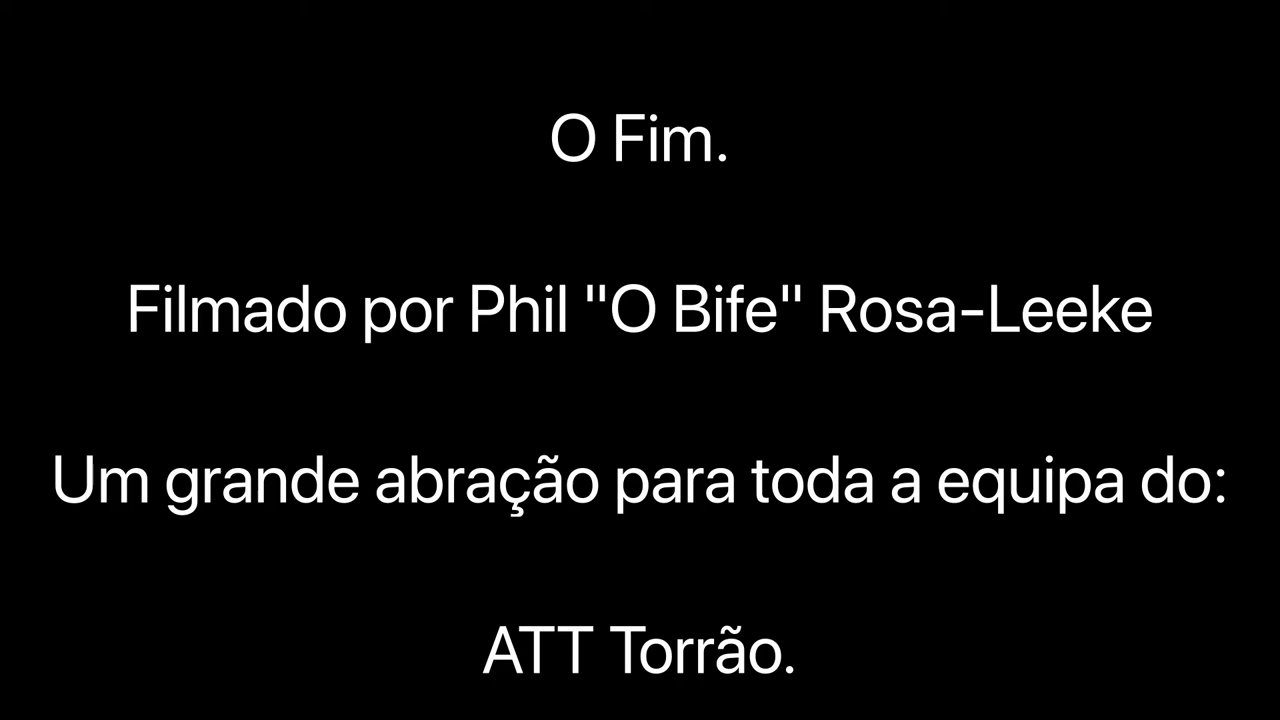 O Fim.
Filmado por Phil "O Bife" Rosa-Leeke
Um grande abração para toda a equipa do:
ATT Torrão.